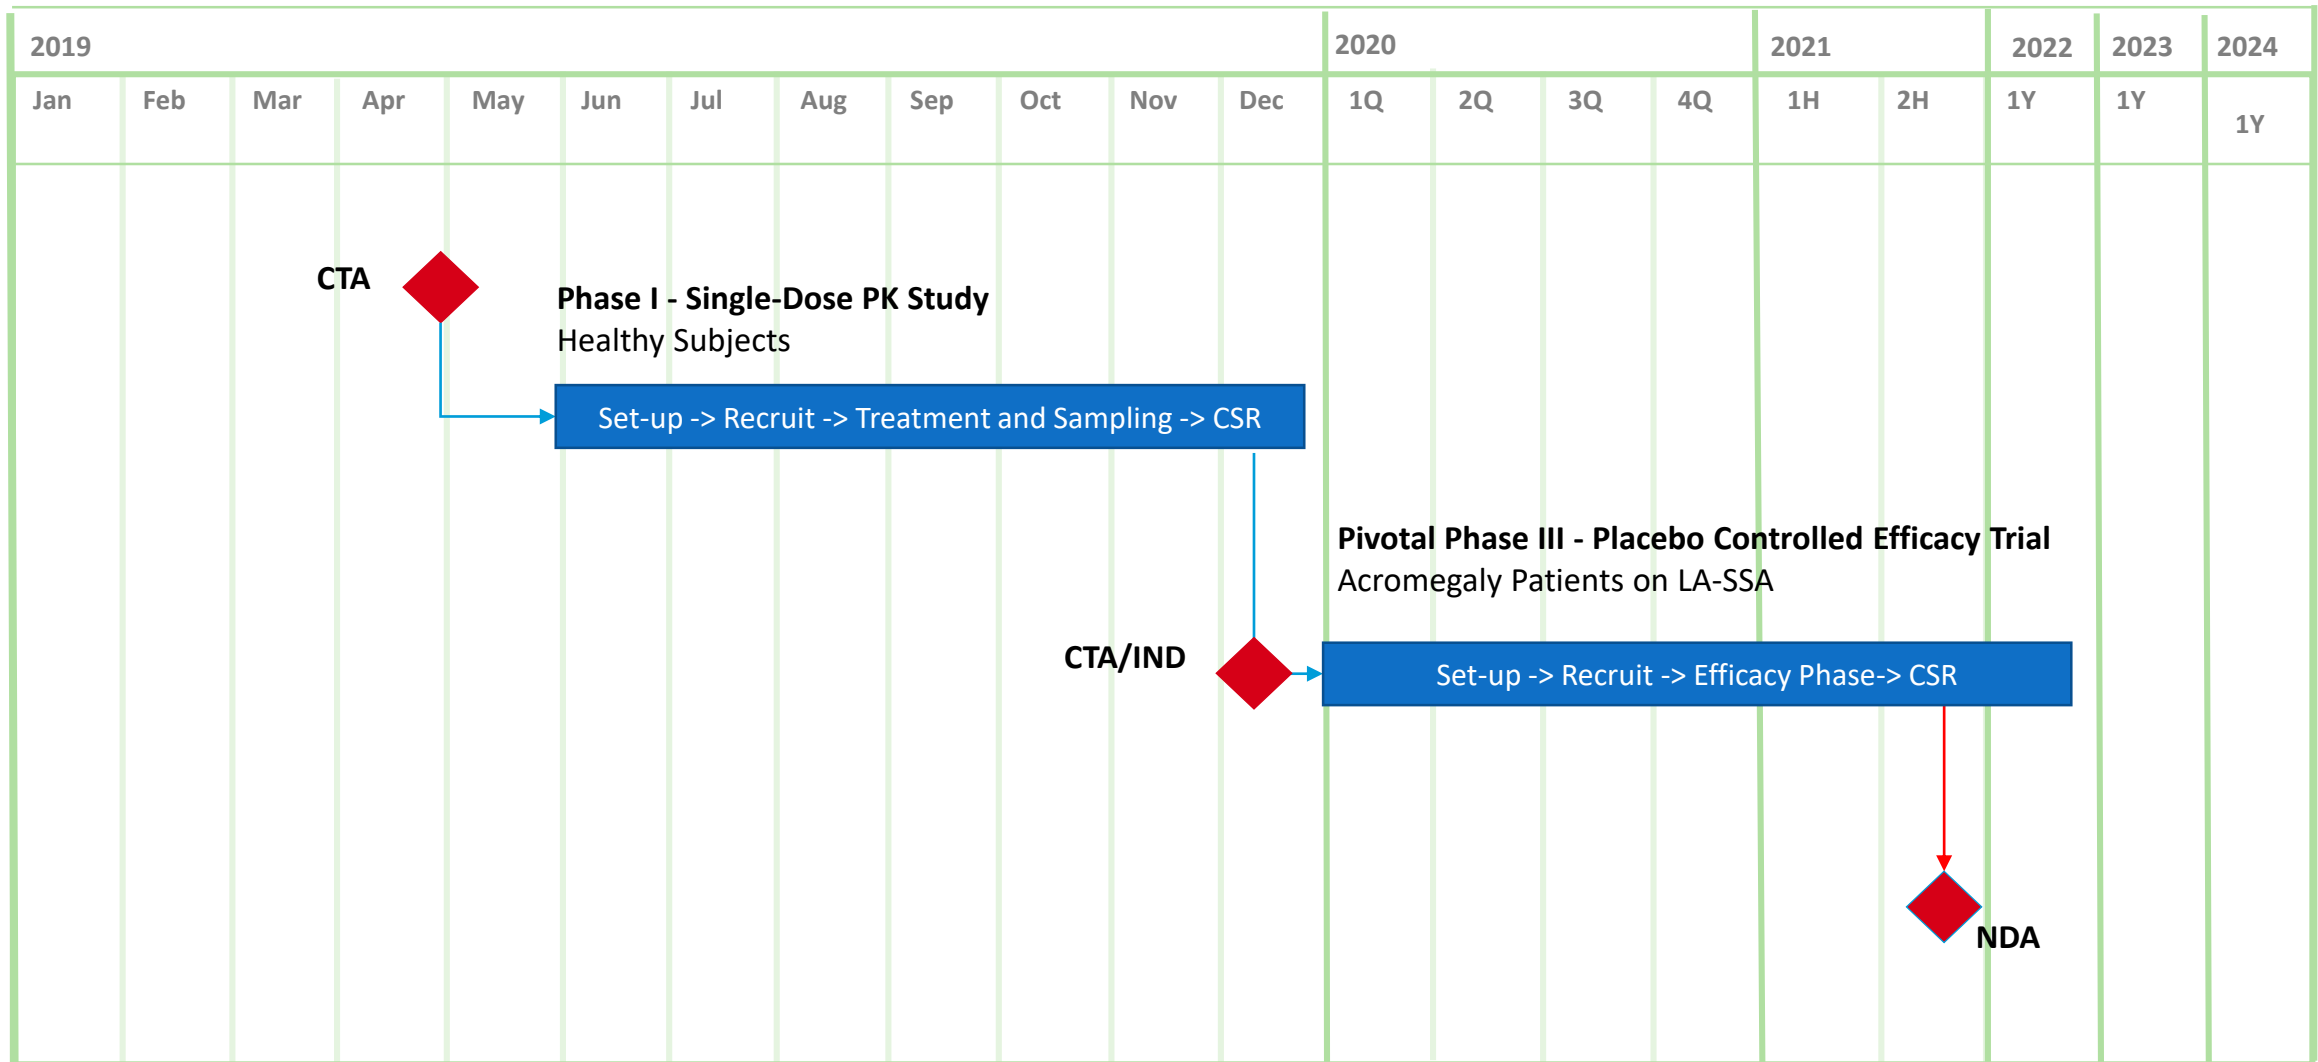 2019 2020 2021 2022 2023 2024
Jan Feb Mar Apr May Jun Jul Aug Sep Oct Nov Dec 1Q 2Q 3Q 4Q 1H 2H 1Y 1Y 1Y
CTA
Phase I - Single-Dose PK Study
Healthy Subjects
Set-up -> Recruit -> Treatment and Sampling -> CSR
Pivotal Phase III - Placebo Controlled Efficacy Trial
Acromegaly Patients on LA-SSA
CTA/IND
Set-up -> Recruit -> Efficacy Phase-> CSR
NDA